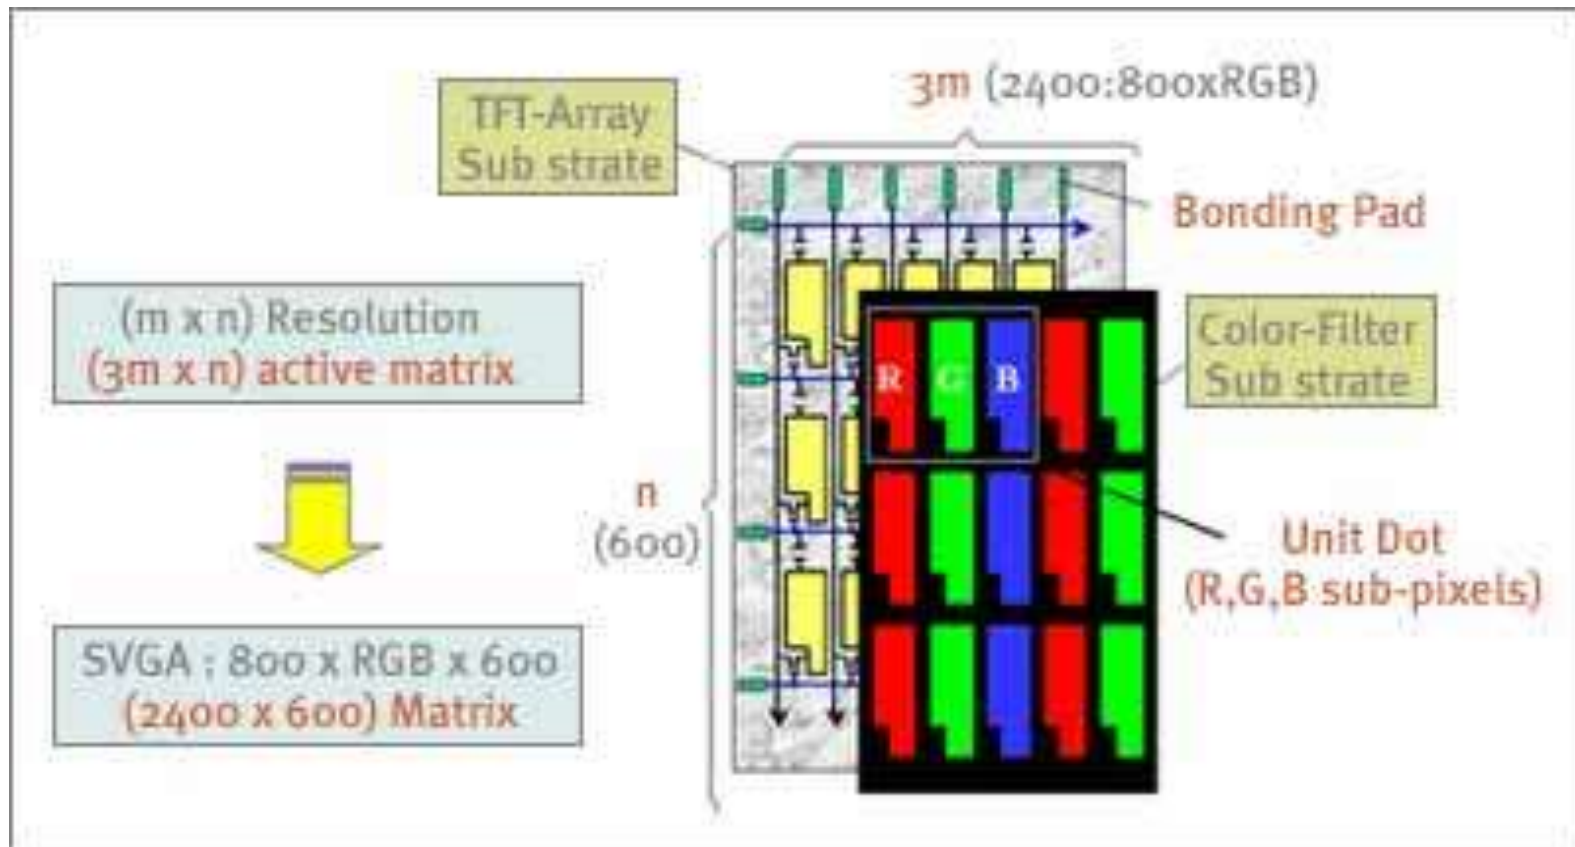 3m (2400:800xRGB)
TFT-Array
Sub strate
Bonding Pad
(m x n) Resolution
(3m x n) active matrix
Color-Filter
Sub strate
R G B
n
(600)
Unit Dot
(R,G,B sub-pixels)
SVGA : 800 x RGB x 600
(2400 x 600) Matrix